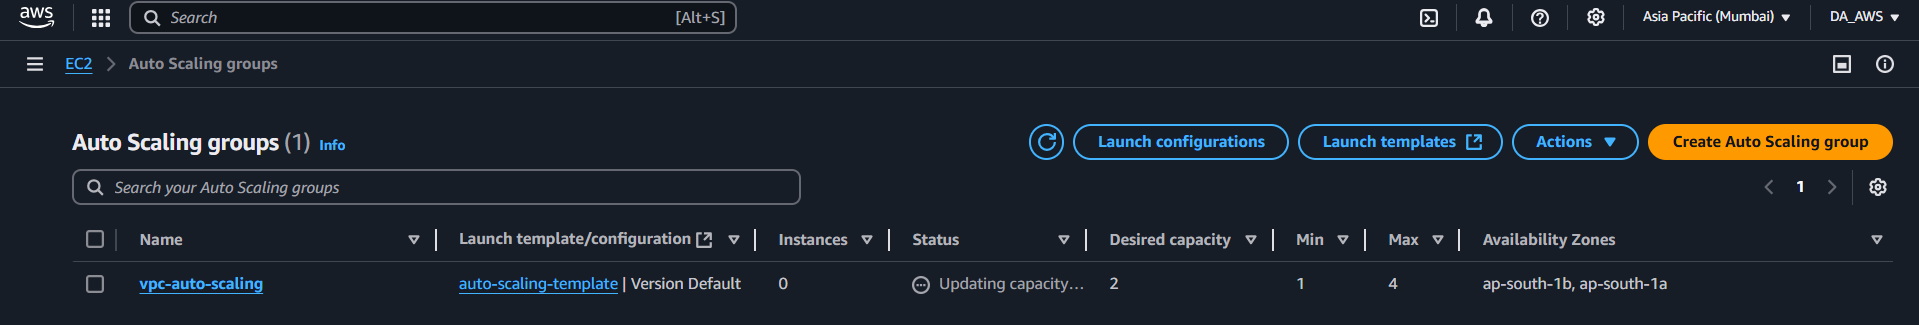 aws Search [Alt+S] Asia Pacific (Mumbai) DA_AWS
EC2 Auto Scaling groups
Auto Scaling groups (1) Info Launch configurations Launch templates Actions Create Auto Scaling group
Search your Auto Scaling groups 1
Name Launch template/configuration Instances Status Desired capacity Min Max Availability Zones
vpc-auto-scaling auto-scaling-template | Version Default 0 Updating capacity... 2 1 4 ap-south-1b, ap-south-1a